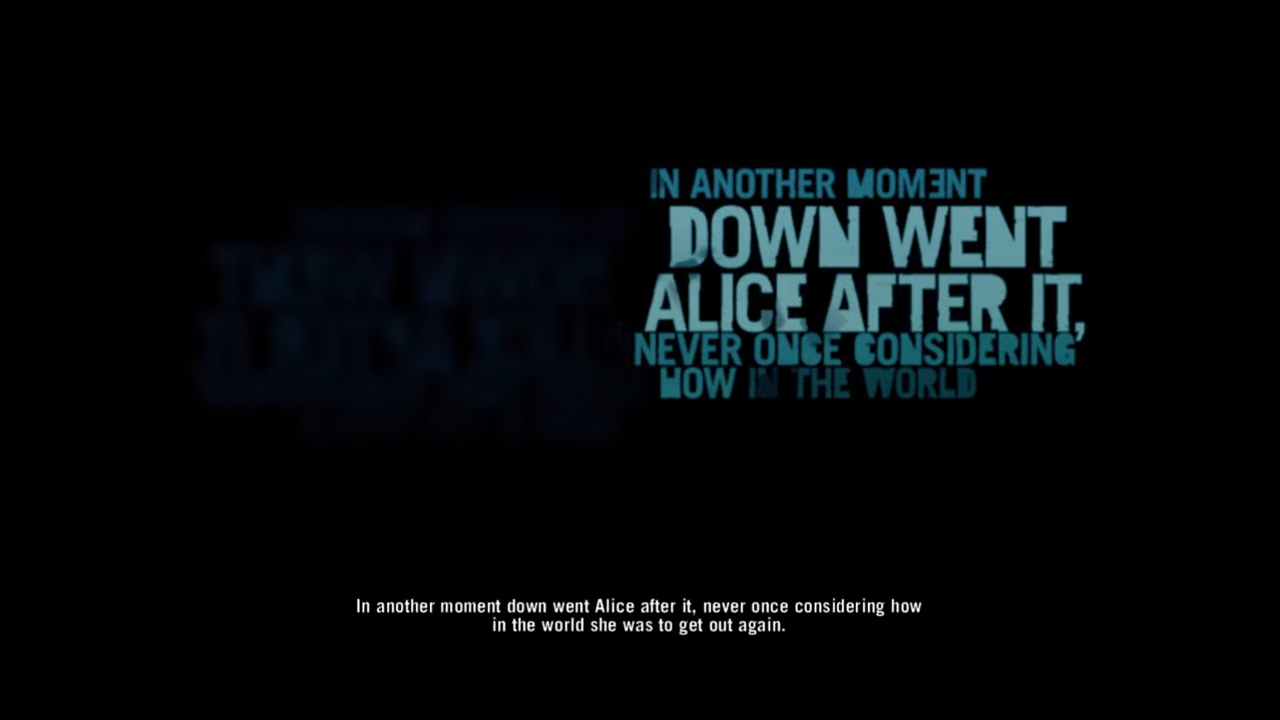 IN ANOTHER MOMENT
DOWN WENT
ALICE AFTER IT,
NEVER ONCE CONSIDERING
HOW IN THE WORLD
In another moment down went Alice after it, never once considering how
in the world she was to get out again.